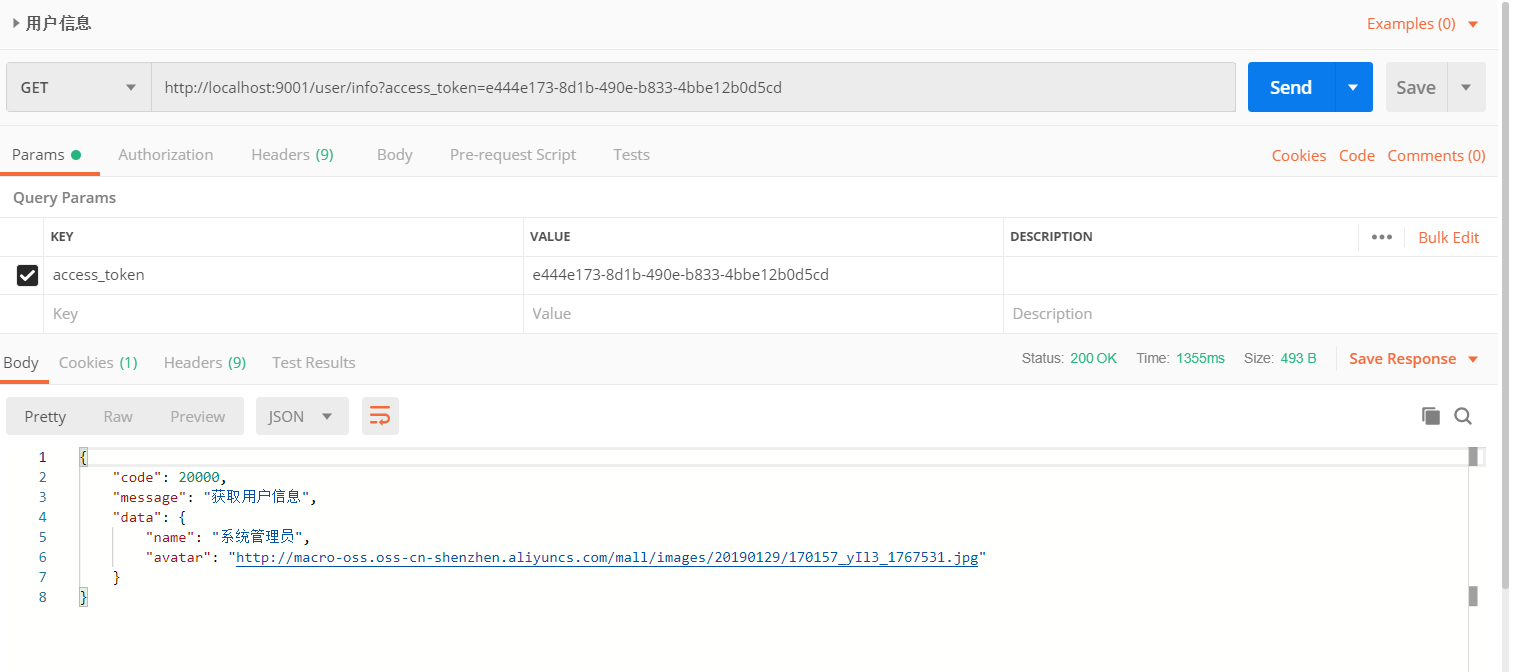 用户信息 Examples (0)
GET http://localhost:9001/user/info?access_token=e444e173-8d1b-490e-b833-4bbe12b0d5cd Send Save
Params Authorization Headers (9) Body Pre-request Script Tests Cookies Code Comments (0)
Query Params
KEY VALUE DESCRIPTION ••• Bulk Edit
access_token e444e173-8d1b-490e-b833-4bbe12b0d5cd
Key Value Description
Body Cookies (1) Headers (9) Test Results Status: 200 OK Time: 1355ms Size: 493 B Save Response
Pretty Raw Preview JSON
1 {
2 "code": 20000,
3 "message": "获取用户信息",
4 "data": {
5 "name": "系统管理员",
6 "avatar": "http://macro-oss.oss-cn-shenzhen.aliyuncs.com/mall/images/20190129/170157_yIl3_1767531.jpg"
7 }
8 }